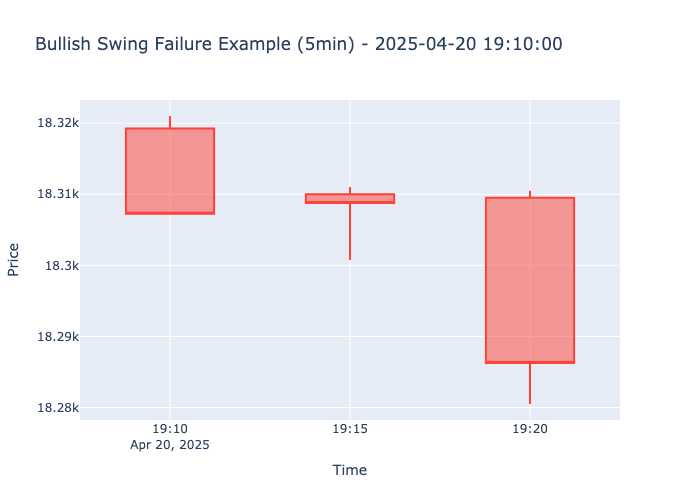 Bullish Swing Failure Example (5min) - 2025-04-20 19:10:00
18.32k
18.31k
18.3k
18.29k
18.28k
Price
19:10
Apr 20, 2025
19:15
19:20
Time